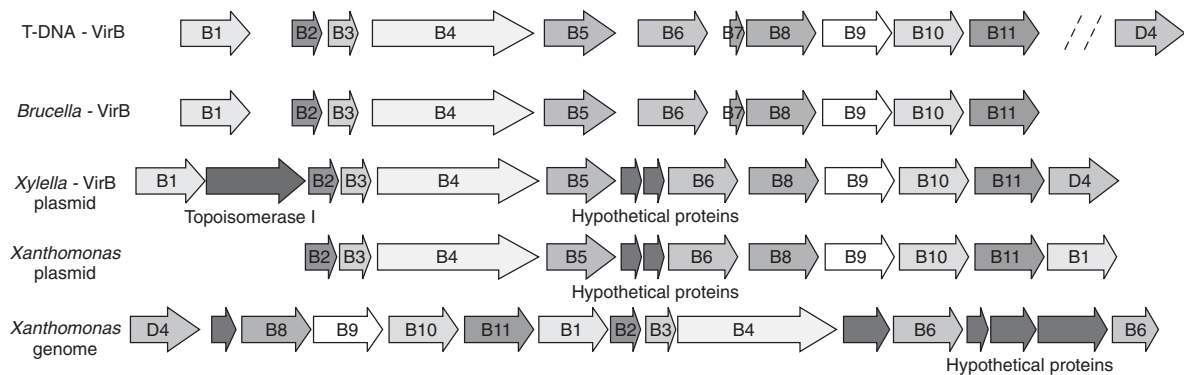 T-DNA - VirB B1 B2 B3 B4 B5 B6 B7 B8 B9 B10 B11 D4
Brucella - VirB B1 B2 B3 B4 B5 B6 B7 B8 B9 B10 B11
Xylella - VirB
plasmid
B1 B2 B3 B4 B5 B6 B8 B9 B10 B11 D4
Topoisomerase I Hypothetical proteins
Xanthomonas
plasmid
B2 B3 B4 B5 B6 B8 B9 B10 B11 B1
Hypothetical proteins
Xanthomonas
genome
D4 B8 B9 B10 B11 B1 B2 B3 B4 B6 B6
Hypothetical proteins